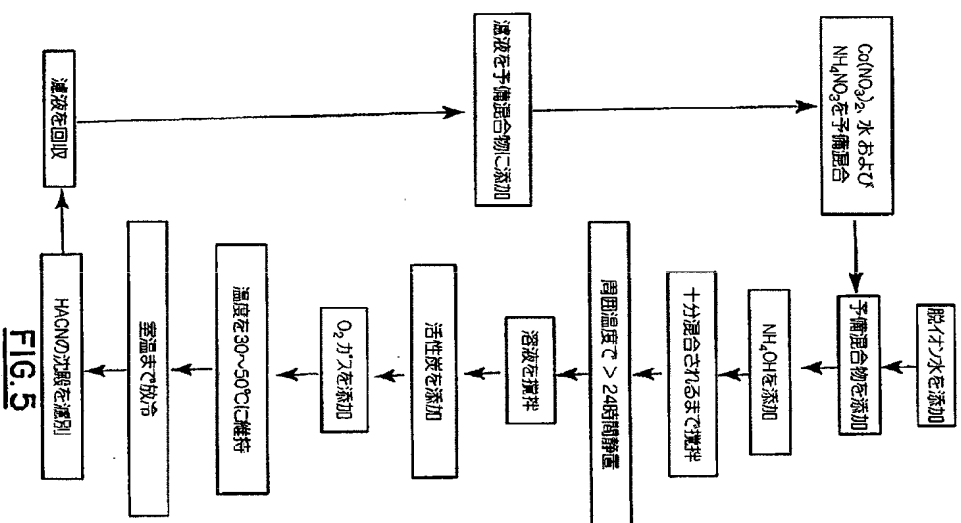 脱イオン水を添加
Co(NO₃)₂、水および
NH₄NO₃を予備混合
予備混合物を添加
NH₄OHを添加
十分混合されるまで撹拌
周囲温度で > 24時間静置
溶液を撹拌
濾液を予備混合物に添加
活性炭を添加
O₂ ガスを添加
温度を30~50℃に維持
室温まで放冷
濾液を回収
HACNの沈殿を濾別
FIG.5